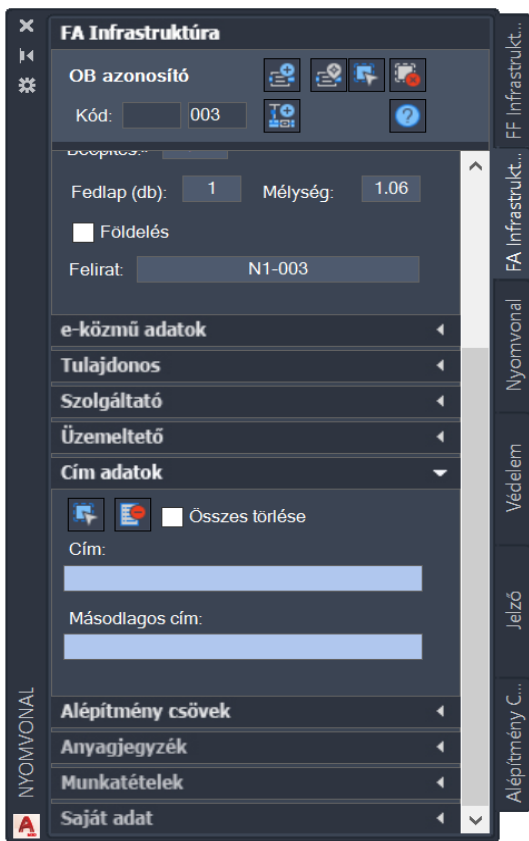 FA Infrastruktúra
OB azonosító
Kód: 003
Beépítés:*
Fedlap (db): 1 Mélység: 1.06
Földelés
Felirat: N1-003
e-közmű adatok
Tulajdonos
Szolgáltató
Üzemeltető
Cím adatok
Összes törlése
Cím:
Másodlagos cím:
Alépítmény csövek
Anyagjegyzék
Munkatételek
Saját adat
NYOMVONAL
FF Infrastrukt...
FA Infrastrukt...
Nyomvonal
Védelem
Jelző
Alépítmény C...